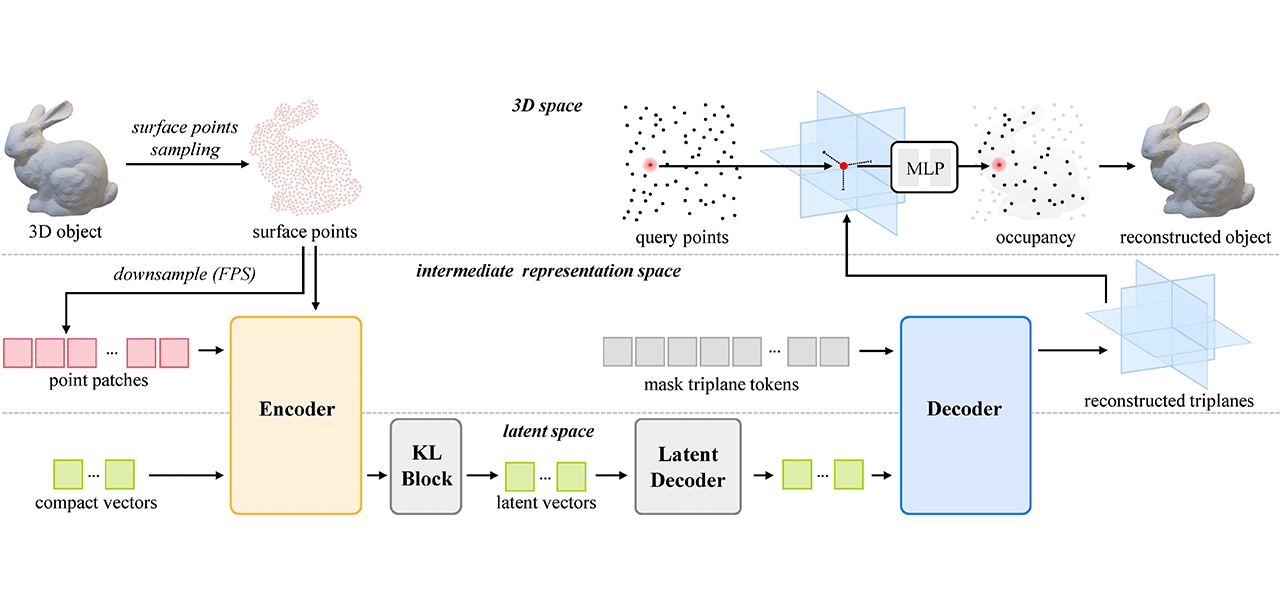 3D space
surface points
sampling
MLP
3D object
surface points
query points
occupancy
reconstructed object
downsample (FPS)
intermediate representation space
...
...
point patches
mask triplane tokens
Encoder
Decoder
reconstructed triplanes
latent space
KL
Block
Latent
Decoder
...
...
...
compact vectors
latent vectors